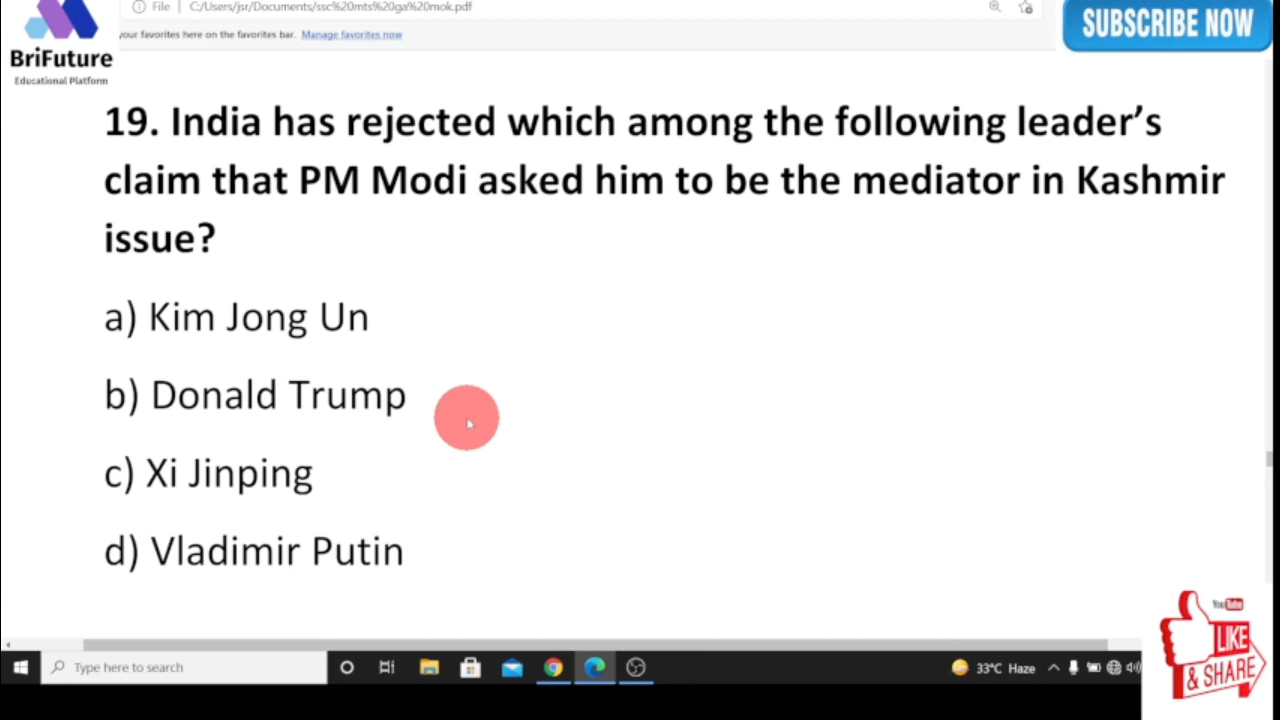 File | C:/Users/jsr/Documents/ssc%20mts%20ga%20mok.pdf
SUBSCRIBE NOW
your favorites here on the favorites bar. Manage favorites now
BriFuture
Educational Platform
19. India has rejected which among the following leader’s
claim that PM Modi asked him to be the mediator in Kashmir
issue?
a) Kim Jong Un
b) Donald Trump
c) Xi Jinping
d) Vladimir Putin
YouTube
LIKE
& SHARE
Type here to search
33°C Haze